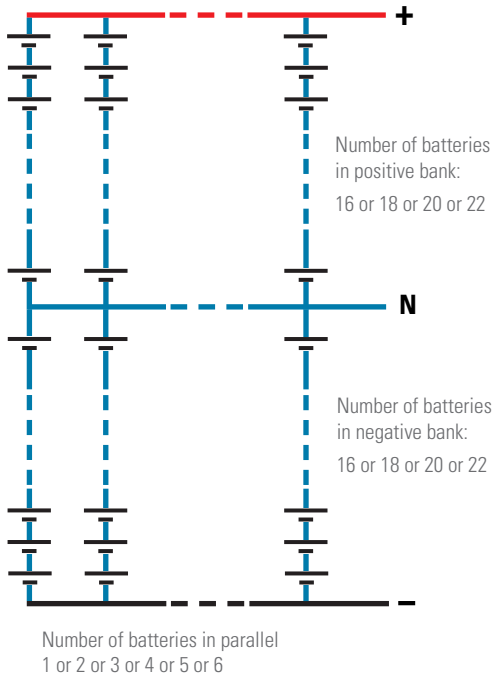 +
Number of batteries
in positive bank:
16 or 18 or 20 or 22
N
Number of batteries
in negative bank:
16 or 18 or 20 or 22
–
Number of batteries in parallel
1 or 2 or 3 or 4 or 5 or 6